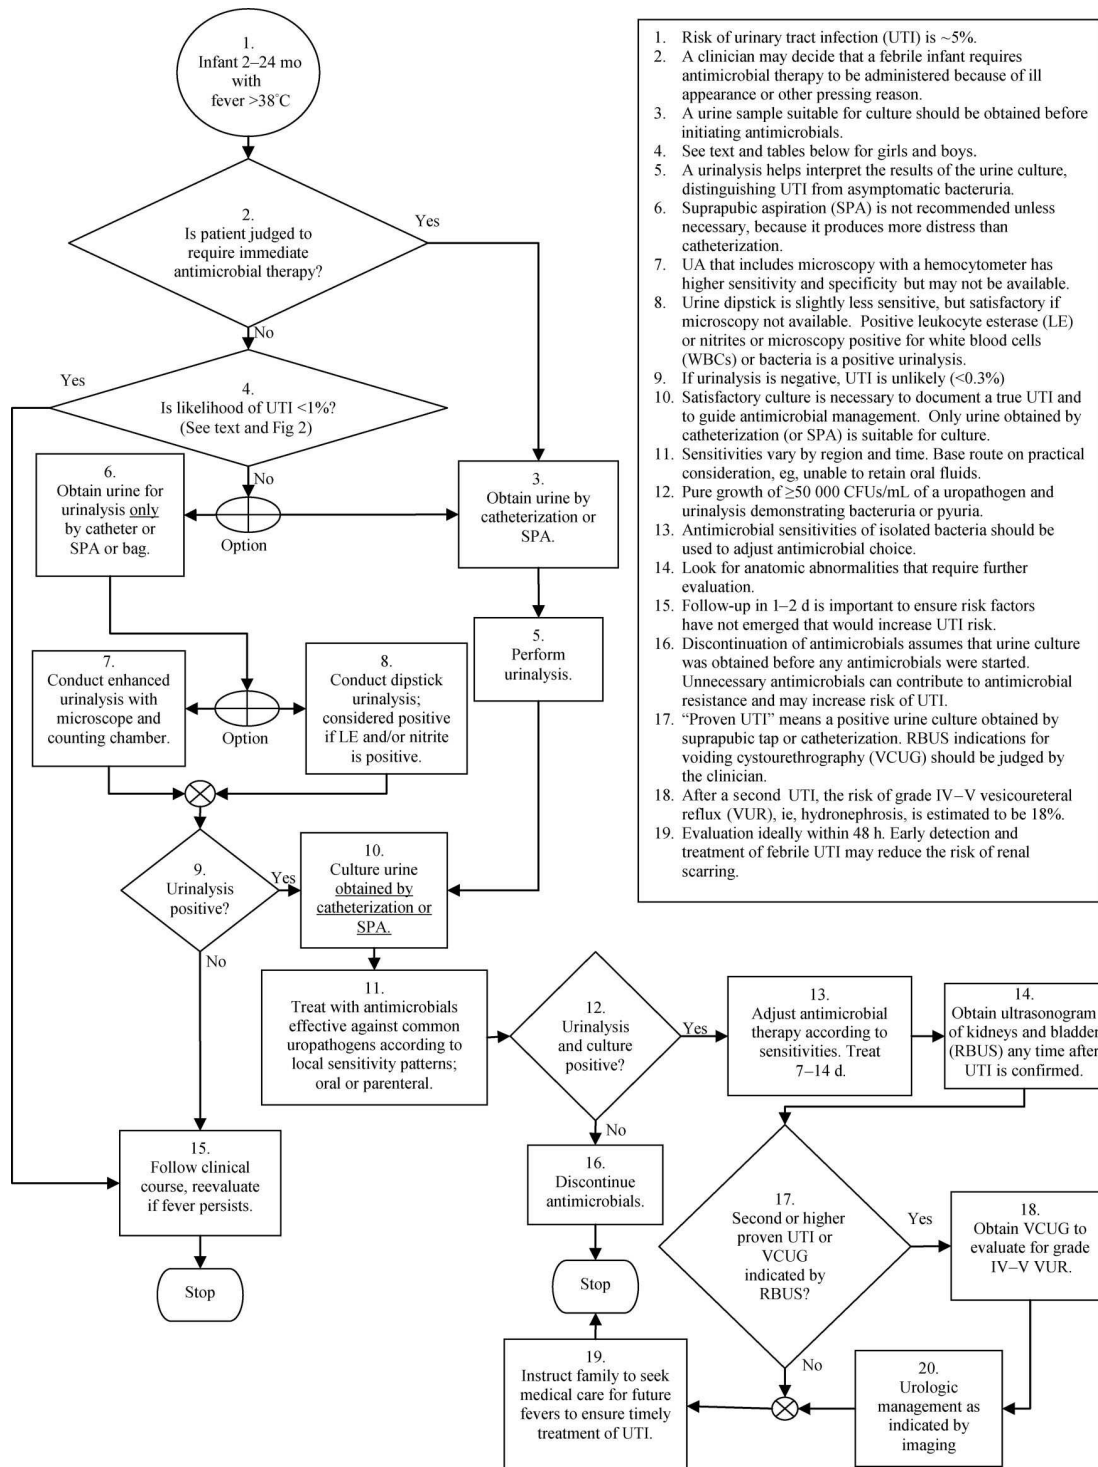 1.
Infant 2–24 mo
with
fever >38°C
2.
Is patient judged to
require immediate
antimicrobial therapy?
Yes
No
Yes
4.
Is likelihood of UTI <1%?
(See text and Fig 2)
No
6.
Obtain urine for
urinalysis only
by catheter or
SPA or bag.
Option
3.
Obtain urine by
catheterization or
SPA.
5.
Perform
urinalysis.
7.
Conduct enhanced
urinalysis with
microscope and
counting chamber.
Option
8.
Conduct dipstick
urinalysis;
considered positive
if LE and/or nitrite
is positive.
9.
Urinalysis
positive?
Yes
No
10.
Culture urine
obtained by
catheterization or
SPA.
11.
Treat with antimicrobials
effective against common
uropathogens according to
local sensitivity patterns;
oral or parenteral.
12.
Urinalysis
and culture
positive?
Yes
No
13.
Adjust antimicrobial
therapy according to
sensitivities. Treat
7–14 d.
14.
Obtain ultrasonogram
of kidneys and bladder
(RBUS) any time after
UTI is confirmed.
15.
Follow clinical
course, reevaluate
if fever persists.
Stop
16.
Discontinue
antimicrobials.
Stop
17.
Second or higher
proven UTI or
VCUG
indicated by
RBUS?
Yes
No
18.
Obtain VCUG to
evaluate for grade
IV–V VUR.
19.
Instruct family to seek
medical care for future
fevers to ensure timely
treatment of UTI.
20.
Urologic
management as
indicated by
imaging
1. Risk of urinary tract infection (UTI) is ~5%.
2. A clinician may decide that a febrile infant requires
antimicrobial therapy to be administered because of ill
appearance or other pressing reason.
3. A urine sample suitable for culture should be obtained before
initiating antimicrobials.
4. See text and tables below for girls and boys.
5. A urinalysis helps interpret the results of the urine culture,
distinguishing UTI from asymptomatic bacteruria.
6. Suprapubic aspiration (SPA) is not recommended unless
necessary, because it produces more distress than
catheterization.
7. UA that includes microscopy with a hemocytometer has
higher sensitivity and specificity but may not be available.
8. Urine dipstick is slightly less sensitive, but satisfactory if
microscopy not available. Positive leukocyte esterase (LE)
or nitrites or microscopy positive for white blood cells
(WBCs) or bacteria is a positive urinalysis.
9. If urinalysis is negative, UTI is unlikely (<0.3%)
10. Satisfactory culture is necessary to document a true UTI and
to guide antimicrobial management. Only urine obtained by
catheterization (or SPA) is suitable for culture.
11. Sensitivities vary by region and time. Base route on practical
consideration, eg, unable to retain oral fluids.
12. Pure growth of ≥50 000 CFUs/mL of a uropathogen and
urinalysis demonstrating bacteruria or pyuria.
13. Antimicrobial sensitivities of isolated bacteria should be
used to adjust antimicrobial choice.
14. Look for anatomic abnormalities that require further
evaluation.
15. Follow-up in 1–2 d is important to ensure risk factors
have not emerged that would increase UTI risk.
16. Discontinuation of antimicrobials assumes that urine culture
was obtained before any antimicrobials were started.
Unnecessary antimicrobials can contribute to antimicrobial
resistance and may increase risk of UTI.
17. “Proven UTI” means a positive urine culture obtained by
suprapubic tap or catheterization. RBUS indications for
voiding cystourethrography (VCUG) should be judged by
the clinician.
18. After a second UTI, the risk of grade IV–V vesicoureteral
reflux (VUR), ie, hydronephrosis, is estimated to be 18%.
19. Evaluation ideally within 48 h. Early detection and
treatment of febrile UTI may reduce the risk of renal
scarring.